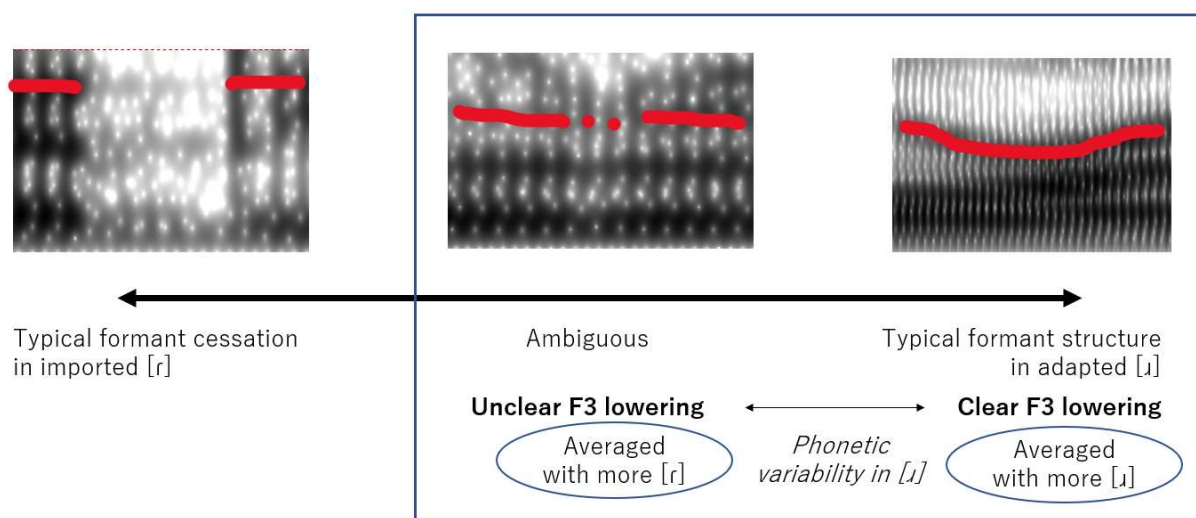 Typical formant cessation
in imported [ɾ]
Ambiguous
Typical formant structure
in adapted [ɹ]
Unclear F3 lowering
Clear F3 lowering
Averaged
with more [ɾ]
Phonetic
variability in [ɹ]
Averaged
with more [ɹ]